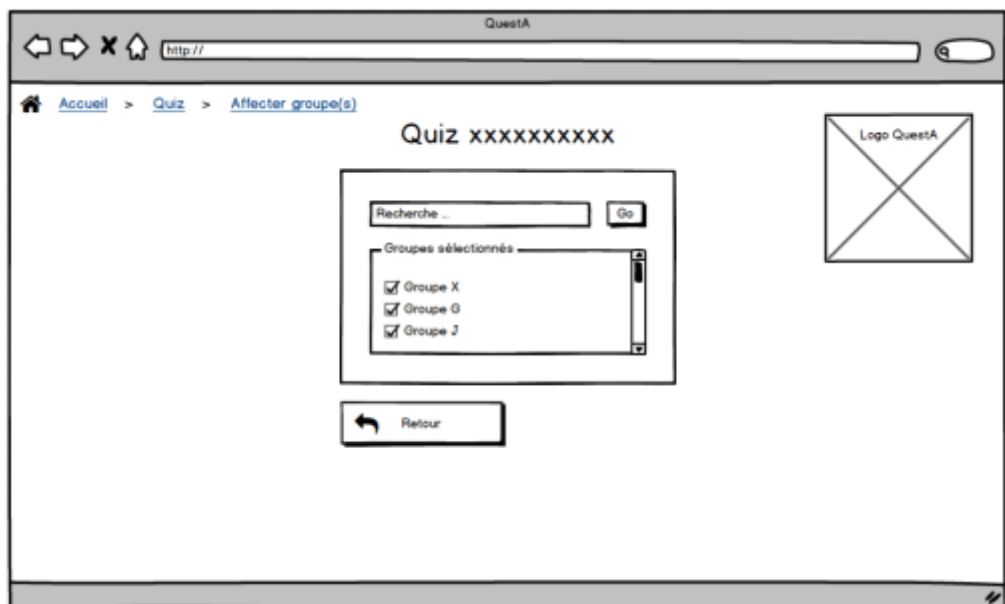 QuestA
http://
Accueil > Quiz > Affecter groupe(s)
Quiz xxxxxxxxxx
Logo QuestA
Recherche ...
Go
Groupes sélectionnés
Groupe X
Groupe G
Groupe J
Retour